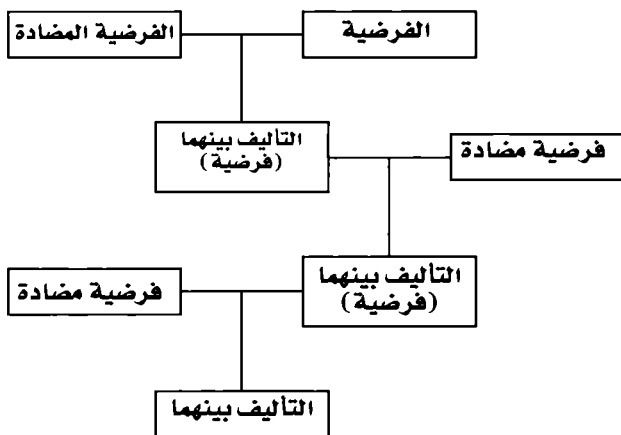 الفرضية
الفرضية المضادة
التأليف بينهما
(فرضية)
فرضية مضادة
التأليف بينهما
(فرضية)
فرضية مضادة
التأليف بينهما